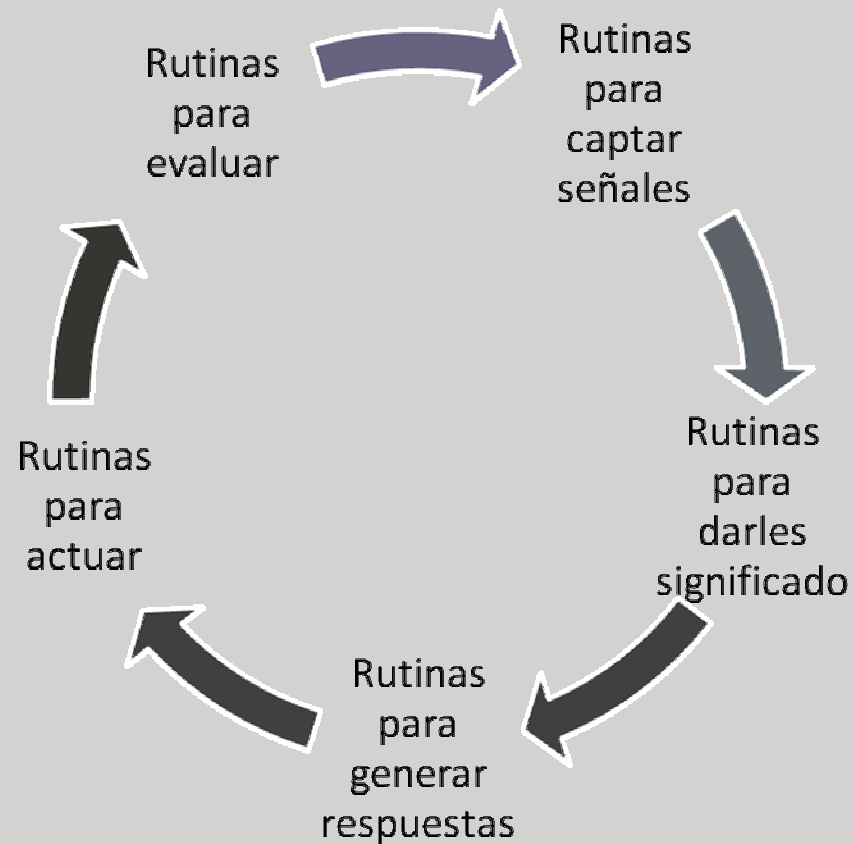 Rutinas
para
evaluar
Rutinas
para
captar
señales
Rutinas
para
darles
significado
Rutinas
para
generar
respuestas
Rutinas
para
actuar